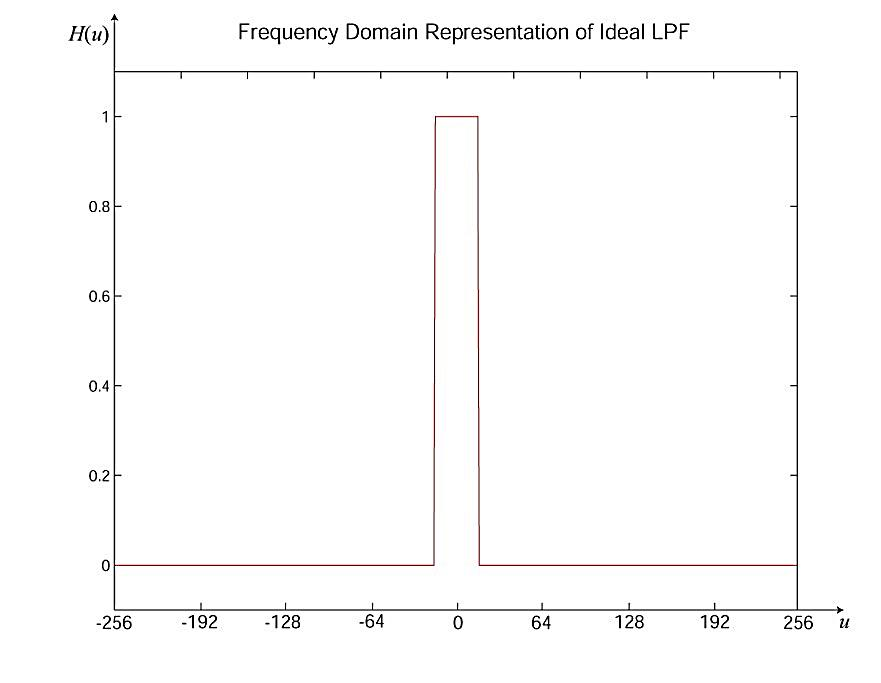 Frequency Domain Representation of Ideal LPF
H(u)
1
0.8
0.6
0.4
0.2
0
-256 -192 -128 -64 0 64 128 192 256 u